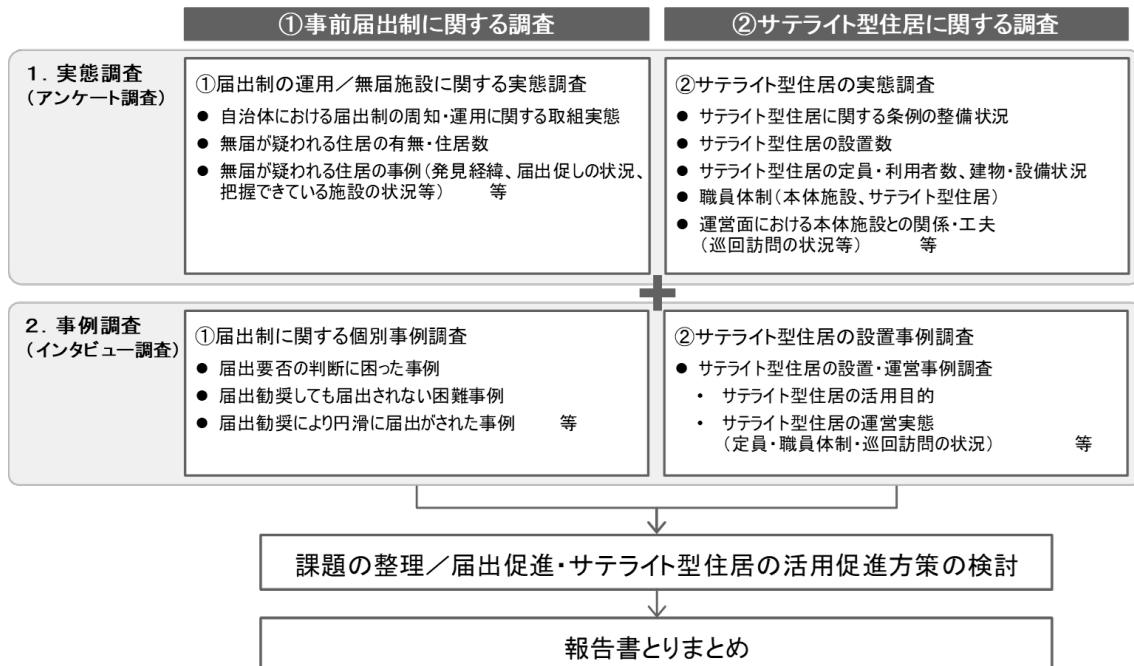 ①事前届出制に関する調査
②サテライト型住居に関する調査
1．実態調査
（アンケート調査）
①届出制の運用／無届施設に関する実態調査
● 自治体における届出制の周知・運用に関する取組実態
● 無届が疑われる住居の有無・住居数
● 無届が疑われる住居の事例（発見経緯、届出促しの状況、
把握できている施設の状況等）　　等
②サテライト型住居の実態調査
● サテライト型住居に関する条例の整備状況
● サテライト型住居の設置数
● サテライト型住居の定員・利用者数、建物・設備状況
● 職員体制（本体施設、サテライト型住居）
● 運営面における本体施設との関係・工夫
（巡回訪問の状況等）　　等
2．事例調査
（インタビュー調査）
①届出制に関する個別事例調査
● 届出要否の判断に困った事例
● 届出勧奨しても届出されない困難事例
● 届出勧奨により円滑に届出がされた事例　　等
②サテライト型住居の設置事例調査
● サテライト型住居の設置・運営事例調査
・ サテライト型住居の活用目的
・ サテライト型住居の運営実態
（定員・職員体制・巡回訪問の状況）　　等
課題の整理／届出促進・サテライト型住居の活用促進方策の検討
報告書とりまとめ